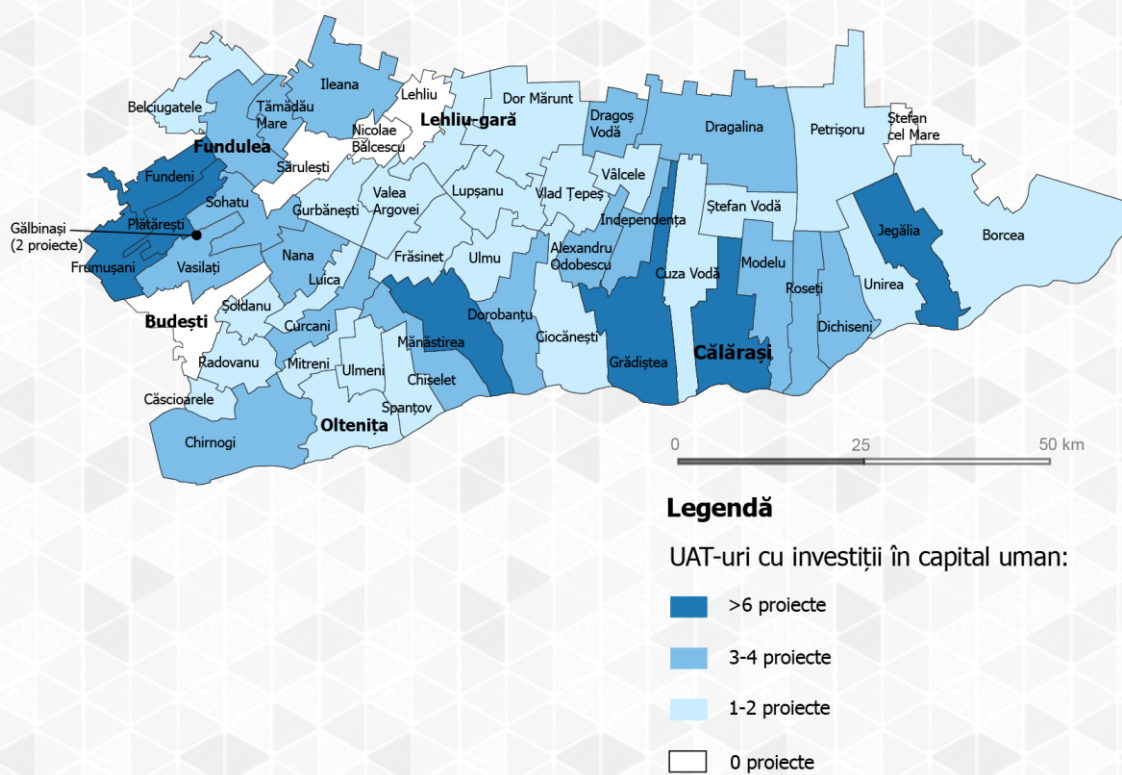 Ileana
Belciugatele
Tămădău
Mare
Lehliu
Dor Mărunt
Lehliu-gară
Nicolae
Bălcescu
Dragoș
Vodă
Dragalina
Petrișoru
Ștefan
cel Mare
Fundulea
Sărulești
Fundeni
Sohatu
Gurbănești
Valea
Argovei
Lupșanu
Vlad Țepeș
Vâlcele
Ștefan Vodă
Independența
Gălbinași
(2 proiecte)
Plătărești
Jegălia
Borcea
Frumușani
Vasilați
Nana
Luica
Frăsinet
Ulmu
Alexandru
Odobescu
Cuza Vodă
Modelu
Roseți
Unirea
Budești
Șoldanu
Curcani
Mănăstirea
Dorobanțu
Ciocănești
Grădiștea
Călărași
Dichiseni
Radovanu
Mitreni
Ulmeni
Chiselet
Căscioarele
Spanțov
Oltenița
Chirnogi
0
25
50 km
Legendă
UAT-uri cu investiții în capital uman:
>6 proiecte
3-4 proiecte
1-2 proiecte
0 proiecte